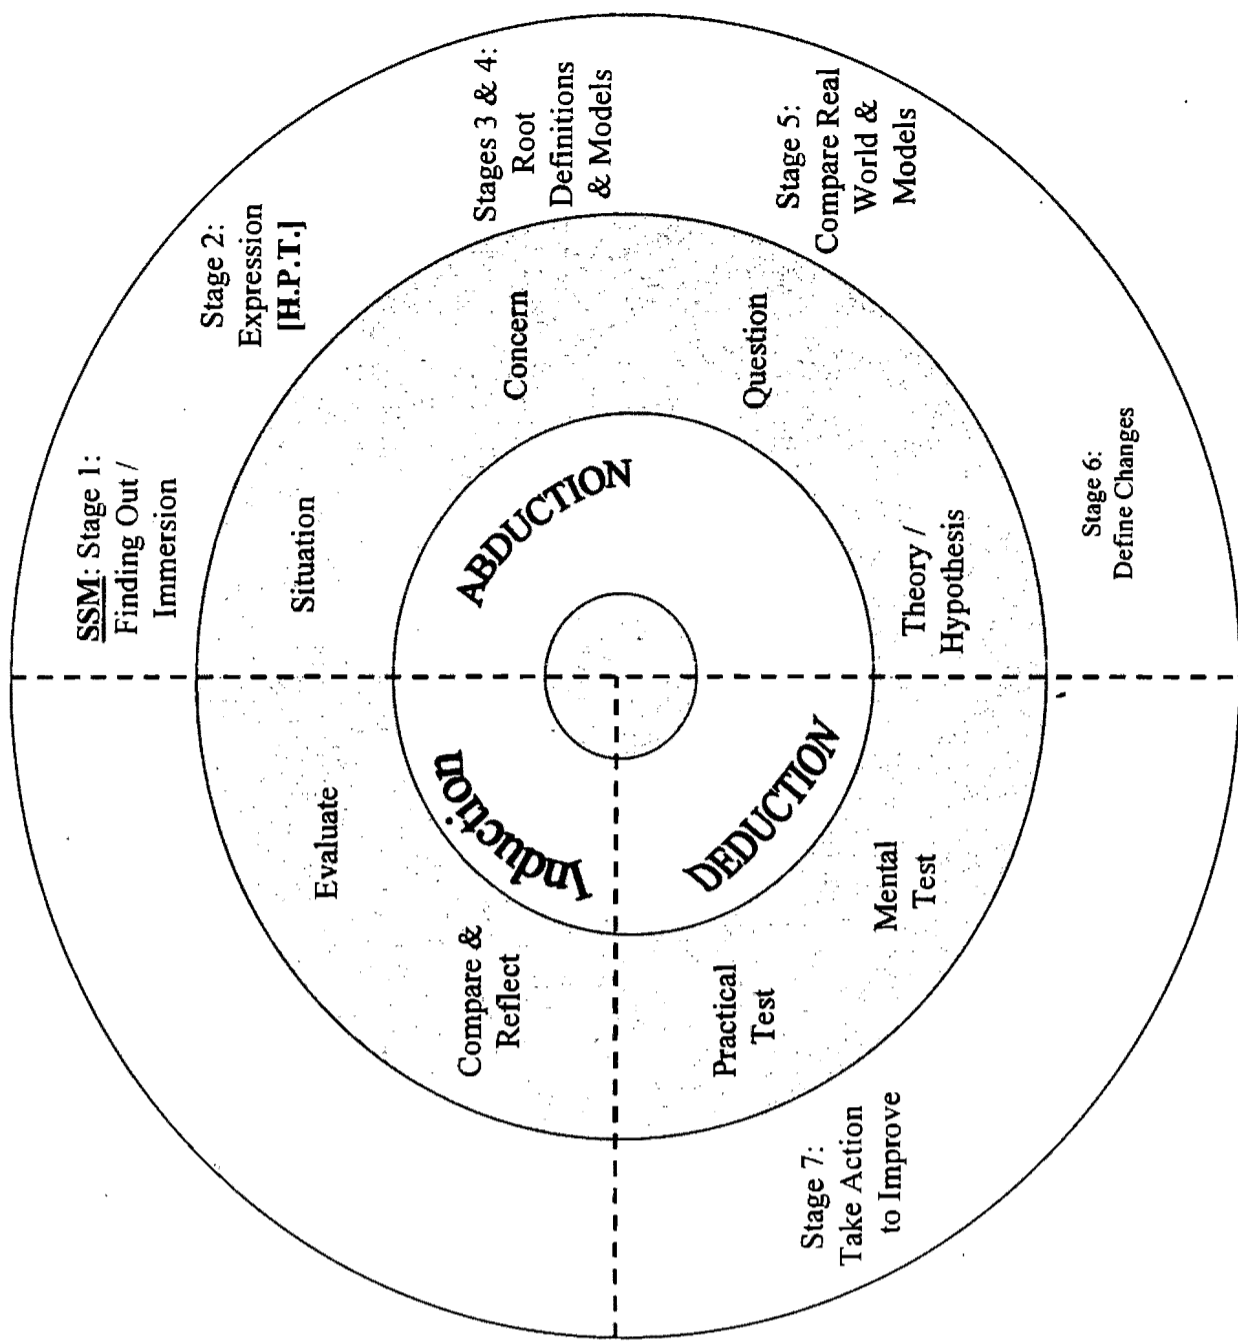 SSM: Stage 1:
Finding Out /
Immersion
Stage 2:
Expression
[H.P.T.]
Stages 3 & 4:
Root
Definitions
& Models
Stage 5:
Compare Real
World &
Models
Stage 6:
Define Changes
Stage 7:
Take Action
to Improve
Situation
Concern
Question
Theory /
Hypothesis
Mental
Test
Practical
Test
Compare &
Reflect
Evaluate
ABDUCTION
DEDUCTION
Induction